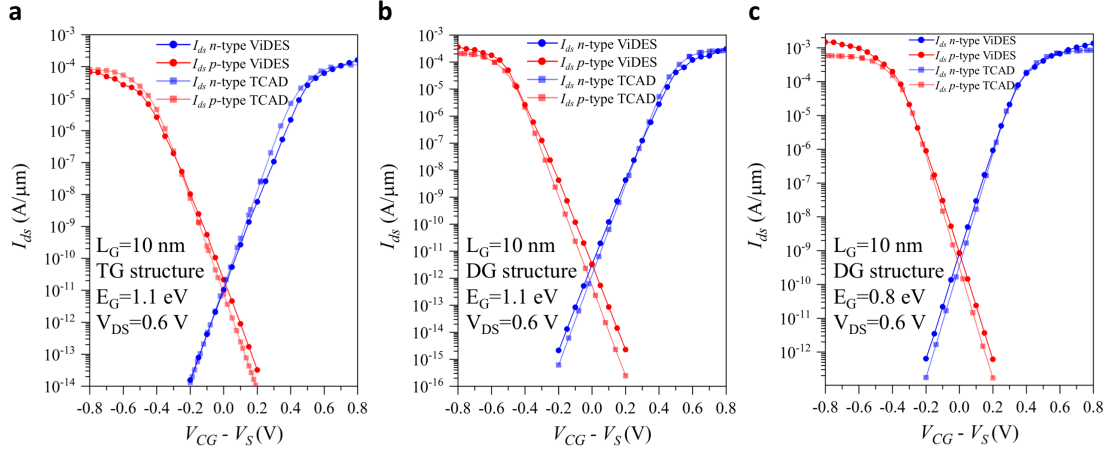 a
I_ds n-type ViDES
I_ds p-type ViDES
I_ds n-type TCAD
I_ds p-type TCAD
10^-3
10^-4
10^-5
10^-6
10^-7
10^-8
10^-9
10^-10
10^-11
10^-12
10^-13
10^-14
I_ds (A/μm)
L_G=10 nm
TG structure
E_G=1.1 eV
V_DS=0.6 V
-0.8 -0.6 -0.4 -0.2 0.0 0.2 0.4 0.6 0.8
V_CG - V_S (V)
b
I_ds n-type ViDES
I_ds p-type ViDES
I_ds n-type TCAD
I_ds p-type TCAD
10^-3
10^-4
10^-5
10^-6
10^-7
10^-8
10^-9
10^-10
10^-11
10^-12
10^-13
10^-14
10^-15
10^-16
I_ds (A/μm)
L_G=10 nm
DG structure
E_G=1.1 eV
V_DS=0.6 V
-0.8 -0.6 -0.4 -0.2 0.0 0.2 0.4 0.6 0.8
V_CG - V_S (V)
c
I_ds n-type ViDES
I_ds p-type ViDES
I_ds n-type TCAD
I_ds p-type TCAD
10^-3
10^-4
10^-5
10^-6
10^-7
10^-8
10^-9
10^-10
10^-11
10^-12
I_ds (A/μm)
L_G=10 nm
DG structure
E_G=0.8 eV
V_DS=0.6 V
-0.8 -0.6 -0.4 -0.2 0.0 0.2 0.4 0.6 0.8
V_CG - V_S (V)